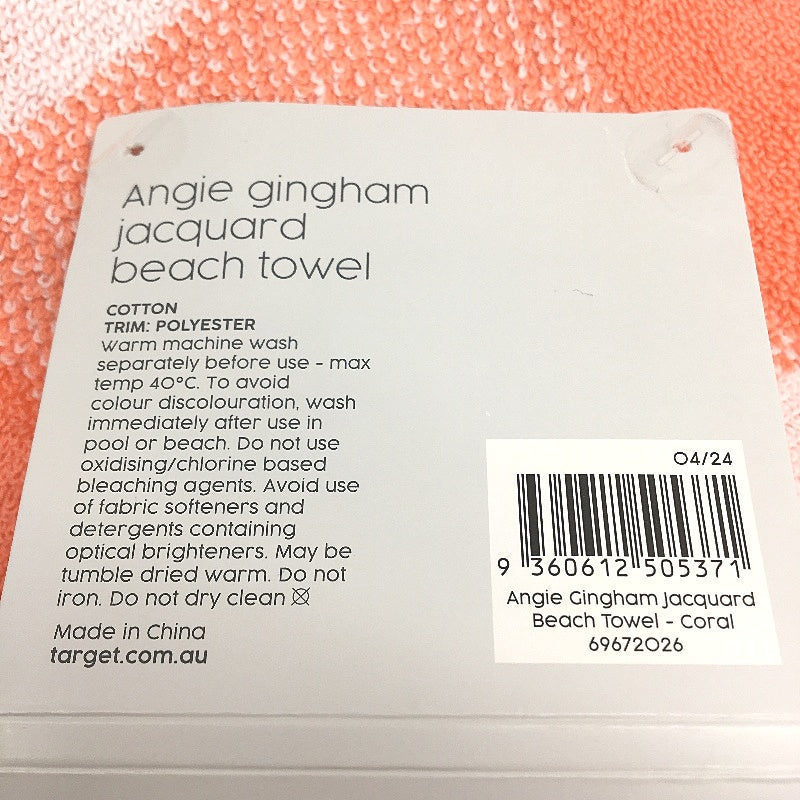 Angie gingham
jacquard
beach towel
COTTON
TRIM: POLYESTER
warm machine wash
separately before use - max
temp 40°C. To avoid
colour discolouration, wash
immediately after use in
pool or beach. Do not use
oxidising/chlorine based
bleaching agents. Avoid use
of fabric softeners and
detergents containing
optical brighteners. May be
tumble dried warm. Do not
iron. Do not dry clean
Made in China
target.com.au
04/24
9 360612 505371
Angie Gingham Jacquard
Beach Towel - Coral
69672026